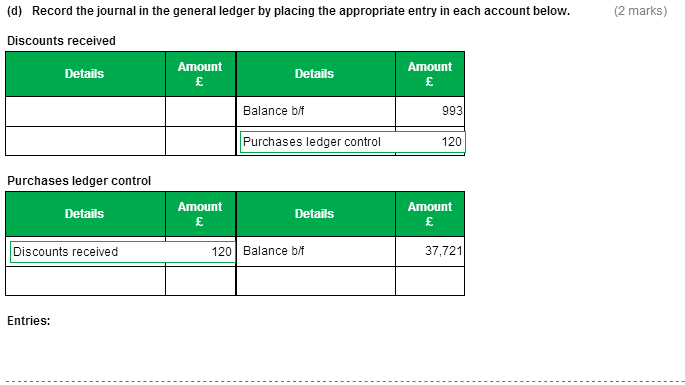 (d) Record the journal in the general ledger by placing the appropriate entry in each account below. (2 marks)
Discounts received
Details Amount £ Details Amount £
Balance b/f 993
Purchases ledger control 120
Purchases ledger control
Details Amount £ Details Amount £
Discounts received 120 Balance b/f 37,721
Entries: